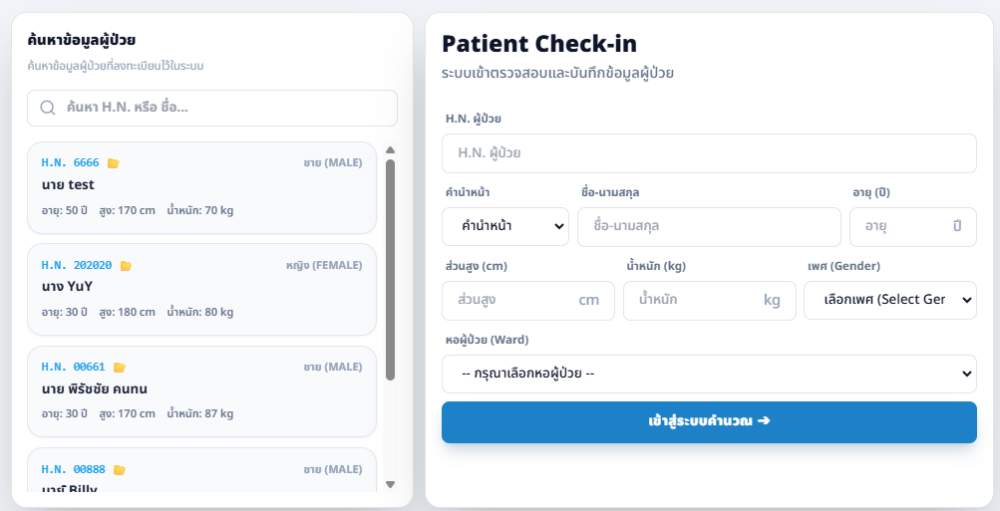 ค้นหาข้อมูลผู้ป่วย
ค้นหาข้อมูลผู้ป่วยที่ลงทะเบียนไว้ในระบบ
ค้นหา H.N. หรือ ชื่อ...
H.N. 6666 ชาย (MALE)
นาย test
อายุ: 50 ปี สูง: 170 cm น้ำหนัก: 70 kg
H.N. 202020 หญิง (FEMALE)
นาง YuY
อายุ: 30 ปี สูง: 180 cm น้ำหนัก: 80 kg
H.N. 00661 ชาย (MALE)
นาย พิรัชชัย คนทน
อายุ: 30 ปี สูง: 170 cm น้ำหนัก: 87 kg
H.N. 00888 ชาย (MALE)
นาย Billy
Patient Check-in
ระบบเข้าตรวจสอบและบันทึกข้อมูลผู้ป่วย
H.N. ผู้ป่วย
H.N. ผู้ป่วย
คำนำหน้า ชื่อ-นามสกุล อายุ (ปี)
คำนำหน้า ชื่อ-นามสกุล อายุ ปี
ส่วนสูง (cm) น้ำหนัก (kg) เพศ (Gender)
ส่วนสูง cm น้ำหนัก kg เลือกเพศ (Select Ger
หอผู้ป่วย (Ward)
-- กรุณาเลือกหอผู้ป่วย --
เข้าสู่ระบบคำนวณ ➔